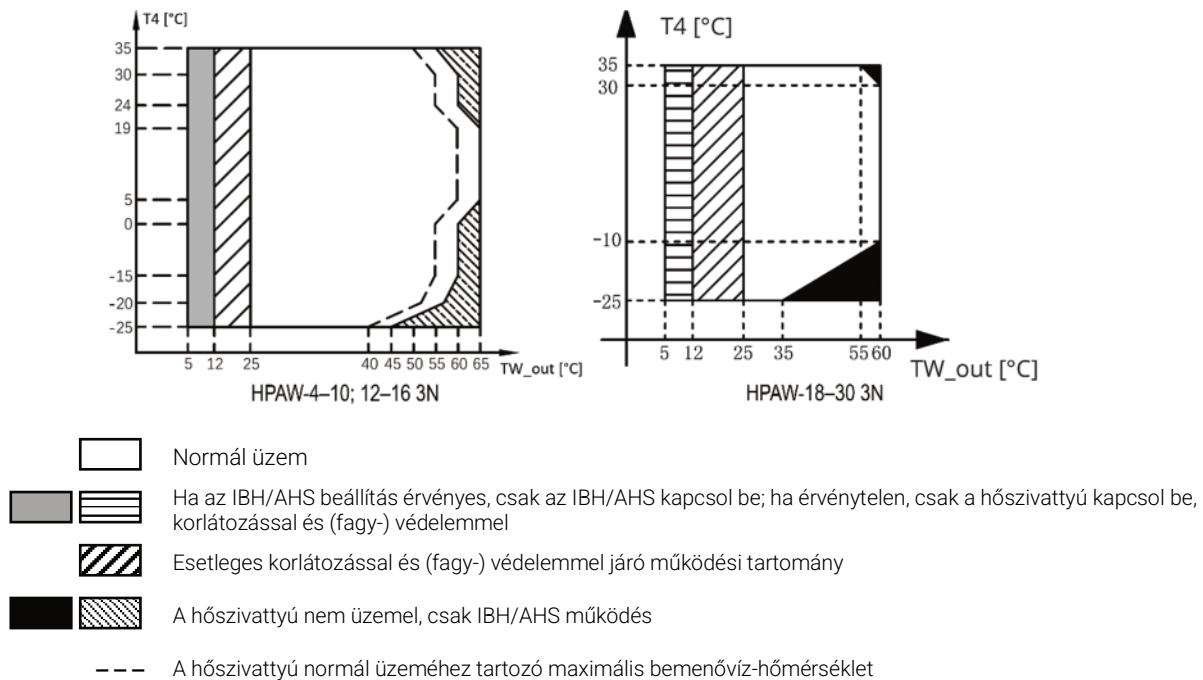 T4 [°C]
35
30
24
19
5
0
-15
-20
-25
5 12 25 40 45 50 55 60 65
TW_out [°C]
HPAW-4–10; 12–16 3N
T4 [°C]
35
30
-10
-25
5 12 25 35 55 60
TW_out [°C]
HPAW-18–30 3N
Normál üzem
Ha az IBH/AHS beállítás érvényes, csak az IBH/AHS kapcsol be; ha érvénytelen, csak a hőszivattyú kapcsol be,
korlátozással és (fagy-) védelemmel
Esetleges korlátozással és (fagy-) védelemmel járó működési tartomány
A hőszivattyú nem üzemel, csak IBH/AHS működés
A hőszivattyú normál üzeméhez tartozó maximális bemenővíz-hőmérséklet